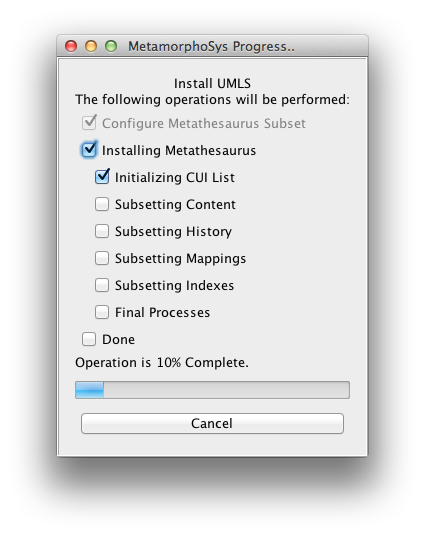 MetamorphoSys Progress..
Install UMLS
The following operations will be performed:
Configure Metathesaurus Subset
Installing Metathesaurus
Initializing CUI List
Subsetting Content
Subsetting History
Subsetting Mappings
Subsetting Indexes
Final Processes
Done
Operation is 10% Complete.
Cancel